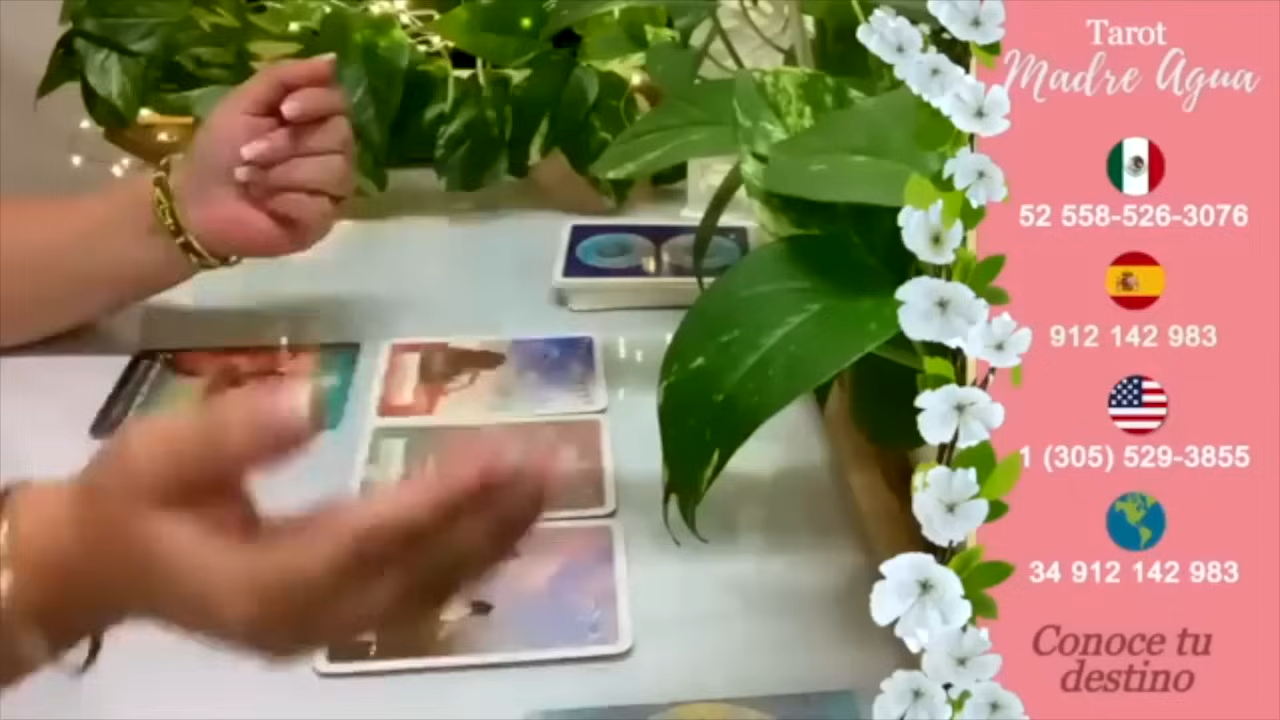 Tarot
Madre Agua
52 558-526-3076
912 142 983
1 (305) 529-3855
34 912 142 983
Conoce tu
destino